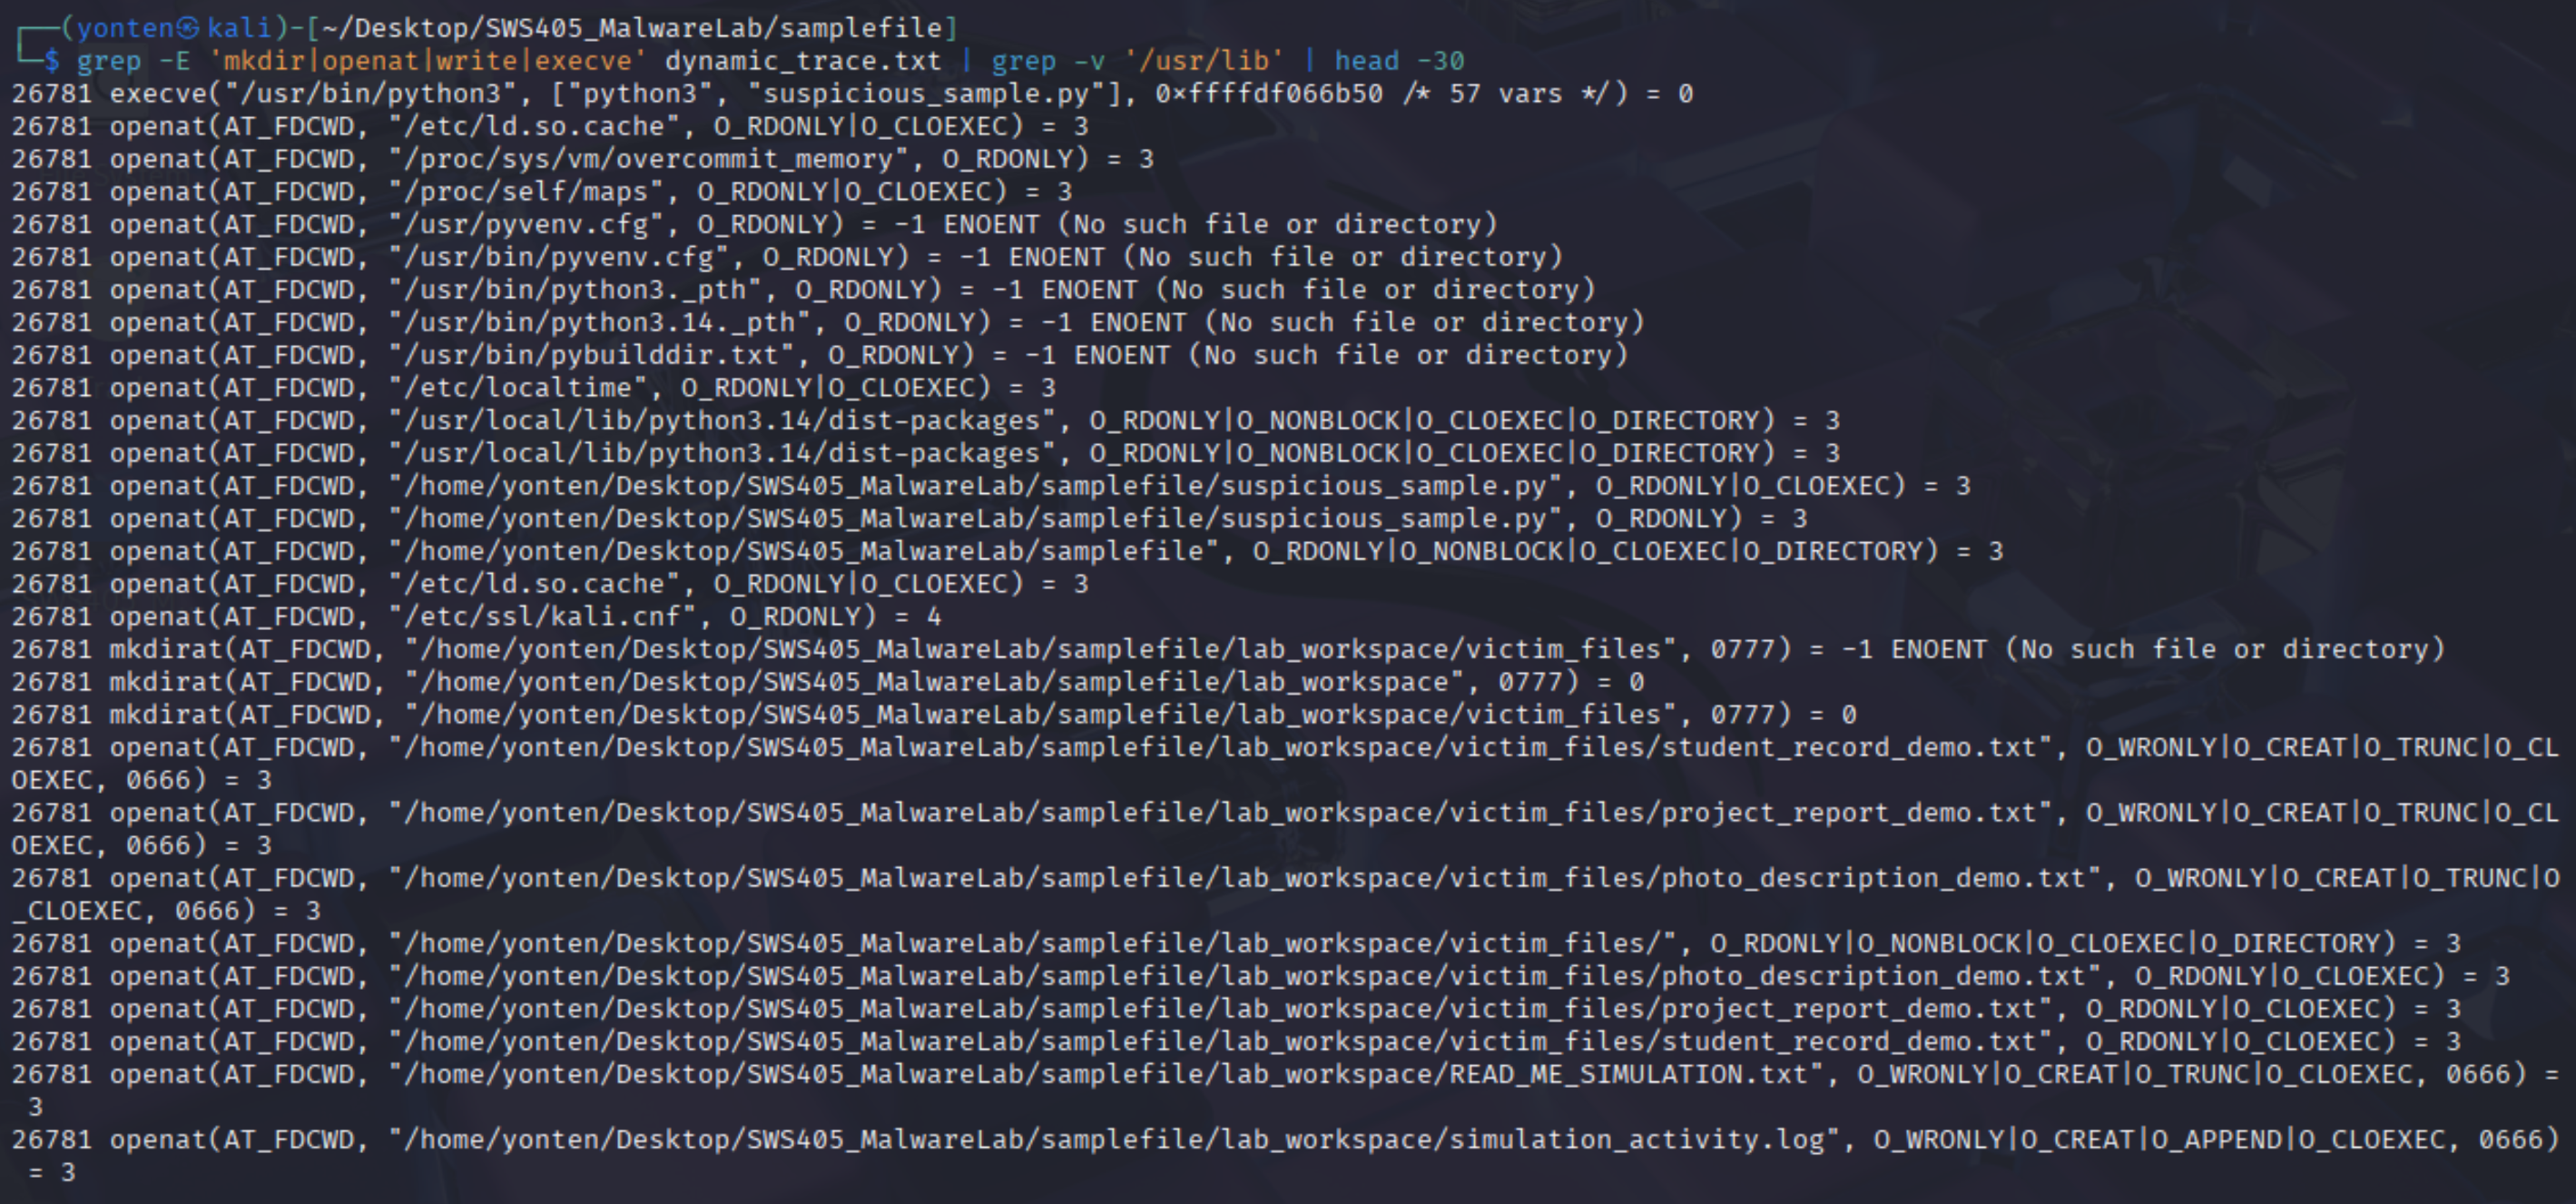 ┌──(yonten㉿kali)-[~/Desktop/SWS405_MalwareLab/samplefile]
└─$ grep -E 'mkdir|openat|write|execve' dynamic_trace.txt | grep -v '/usr/lib' | head -30
26781 execve("/usr/bin/python3", ["python3", "suspicious_sample.py"], 0×ffffdf066b50 /* 57 vars */) = 0
26781 openat(AT_FDCWD, "/etc/ld.so.cache", O_RDONLY|O_CLOEXEC) = 3
26781 openat(AT_FDCWD, "/proc/sys/vm/overcommit_memory", O_RDONLY) = 3
26781 openat(AT_FDCWD, "/proc/self/maps", O_RDONLY|O_CLOEXEC) = 3
26781 openat(AT_FDCWD, "/usr/pyvenv.cfg", O_RDONLY) = -1 ENOENT (No such file or directory)
26781 openat(AT_FDCWD, "/usr/bin/pyvenv.cfg", O_RDONLY) = -1 ENOENT (No such file or directory)
26781 openat(AT_FDCWD, "/usr/bin/python3._pth", O_RDONLY) = -1 ENOENT (No such file or directory)
26781 openat(AT_FDCWD, "/usr/bin/python3.14._pth", O_RDONLY) = -1 ENOENT (No such file or directory)
26781 openat(AT_FDCWD, "/usr/bin/pybuilddir.txt", O_RDONLY) = -1 ENOENT (No such file or directory)
26781 openat(AT_FDCWD, "/etc/localtime", O_RDONLY|O_CLOEXEC) = 3
26781 openat(AT_FDCWD, "/usr/local/lib/python3.14/dist-packages", O_RDONLY|O_NONBLOCK|O_CLOEXEC|O_DIRECTORY) = 3
26781 openat(AT_FDCWD, "/usr/local/lib/python3.14/dist-packages", O_RDONLY|O_NONBLOCK|O_CLOEXEC|O_DIRECTORY) = 3
26781 openat(AT_FDCWD, "/home/yonten/Desktop/SWS405_MalwareLab/samplefile/suspicious_sample.py", O_RDONLY|O_CLOEXEC) = 3
26781 openat(AT_FDCWD, "/home/yonten/Desktop/SWS405_MalwareLab/samplefile/suspicious_sample.py", O_RDONLY) = 3
26781 openat(AT_FDCWD, "/home/yonten/Desktop/SWS405_MalwareLab/samplefile", O_RDONLY|O_NONBLOCK|O_CLOEXEC|O_DIRECTORY) = 3
26781 openat(AT_FDCWD, "/etc/ld.so.cache", O_RDONLY|O_CLOEXEC) = 3
26781 openat(AT_FDCWD, "/etc/ssl/kali.cnf", O_RDONLY) = 4
26781 mkdirat(AT_FDCWD, "/home/yonten/Desktop/SWS405_MalwareLab/samplefile/lab_workspace/victim_files", 0777) = -1 ENOENT (No such file or directory)
26781 mkdirat(AT_FDCWD, "/home/yonten/Desktop/SWS405_MalwareLab/samplefile/lab_workspace", 0777) = 0
26781 mkdirat(AT_FDCWD, "/home/yonten/Desktop/SWS405_MalwareLab/samplefile/lab_workspace/victim_files", 0777) = 0
26781 openat(AT_FDCWD, "/home/yonten/Desktop/SWS405_MalwareLab/samplefile/lab_workspace/victim_files/student_record_demo.txt", O_WRONLY|O_CREAT|O_TRUNC|O_CL
OEXEC, 0666) = 3
26781 openat(AT_FDCWD, "/home/yonten/Desktop/SWS405_MalwareLab/samplefile/lab_workspace/victim_files/project_report_demo.txt", O_WRONLY|O_CREAT|O_TRUNC|O_CL
OEXEC, 0666) = 3
26781 openat(AT_FDCWD, "/home/yonten/Desktop/SWS405_MalwareLab/samplefile/lab_workspace/victim_files/photo_description_demo.txt", O_WRONLY|O_CREAT|O_TRUNC|O
_CLOEXEC, 0666) = 3
26781 openat(AT_FDCWD, "/home/yonten/Desktop/SWS405_MalwareLab/samplefile/lab_workspace/victim_files/", O_RDONLY|O_NONBLOCK|O_CLOEXEC|O_DIRECTORY) = 3
26781 openat(AT_FDCWD, "/home/yonten/Desktop/SWS405_MalwareLab/samplefile/lab_workspace/victim_files/photo_description_demo.txt", O_RDONLY|O_CLOEXEC) = 3
26781 openat(AT_FDCWD, "/home/yonten/Desktop/SWS405_MalwareLab/samplefile/lab_workspace/victim_files/project_report_demo.txt", O_RDONLY|O_CLOEXEC) = 3
26781 openat(AT_FDCWD, "/home/yonten/Desktop/SWS405_MalwareLab/samplefile/lab_workspace/victim_files/student_record_demo.txt", O_RDONLY|O_CLOEXEC) = 3
26781 openat(AT_FDCWD, "/home/yonten/Desktop/SWS405_MalwareLab/samplefile/lab_workspace/READ_ME_SIMULATION.txt", O_WRONLY|O_CREAT|O_TRUNC|O_CLOEXEC, 0666) =
 3
26781 openat(AT_FDCWD, "/home/yonten/Desktop/SWS405_MalwareLab/samplefile/lab_workspace/simulation_activity.log", O_WRONLY|O_CREAT|O_APPEND|O_CLOEXEC, 0666)
 = 3